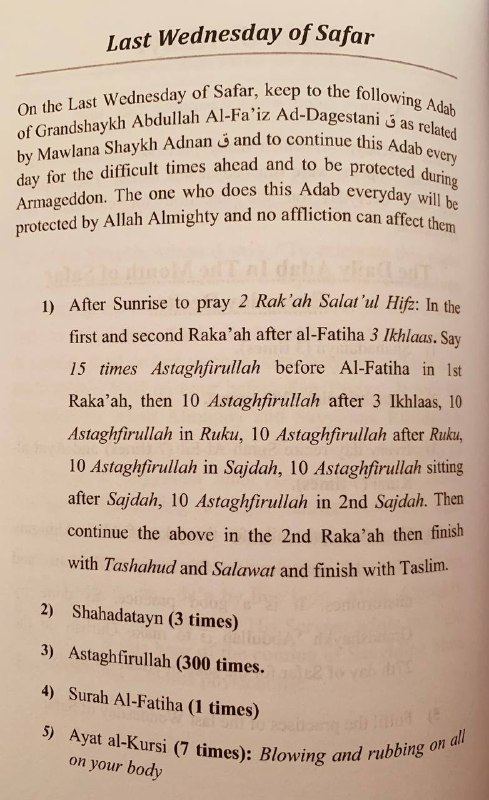 Last Wednesday of Safar
On the Last Wednesday of Safar, keep to the following Adab
of Grandshaykh Abdullah Al-Fa'iz Ad-Dagestani ق as related
by Mawlana Shaykh Adnan ق and to continue this Adab every
day for the difficult times ahead and to be protected during
Armageddon. The one who does this Adab everyday will be
protected by Allah Almighty and no affliction can affect them
1) After Sunrise to pray 2 Rak'ah Salat'ul Hifz: In the
first and second Raka'ah after al-Fatiha 3 Ikhlaas. Say
15 times Astaghfirullah before Al-Fatiha in 1st
Raka'ah, then 10 Astaghfirullah after 3 Ikhlaas, 10
Astaghfirullah in Ruku, 10 Astaghfirullah after Ruku,
10 Astaghfirullah in Sajdah, 10 Astaghfirullah sitting
after Sajdah, 10 Astaghfirullah in 2nd Sajdah. Then
continue the above in the 2nd Raka'ah then finish
with Tashahud and Salawat and finish with Taslim.
2) Shahadatayn (3 times)
3) Astaghfirullah (300 times.
4) Surah Al-Fatiha (1 times)
5) Ayat al-Kursi (7 times): Blowing and rubbing on all
on your body